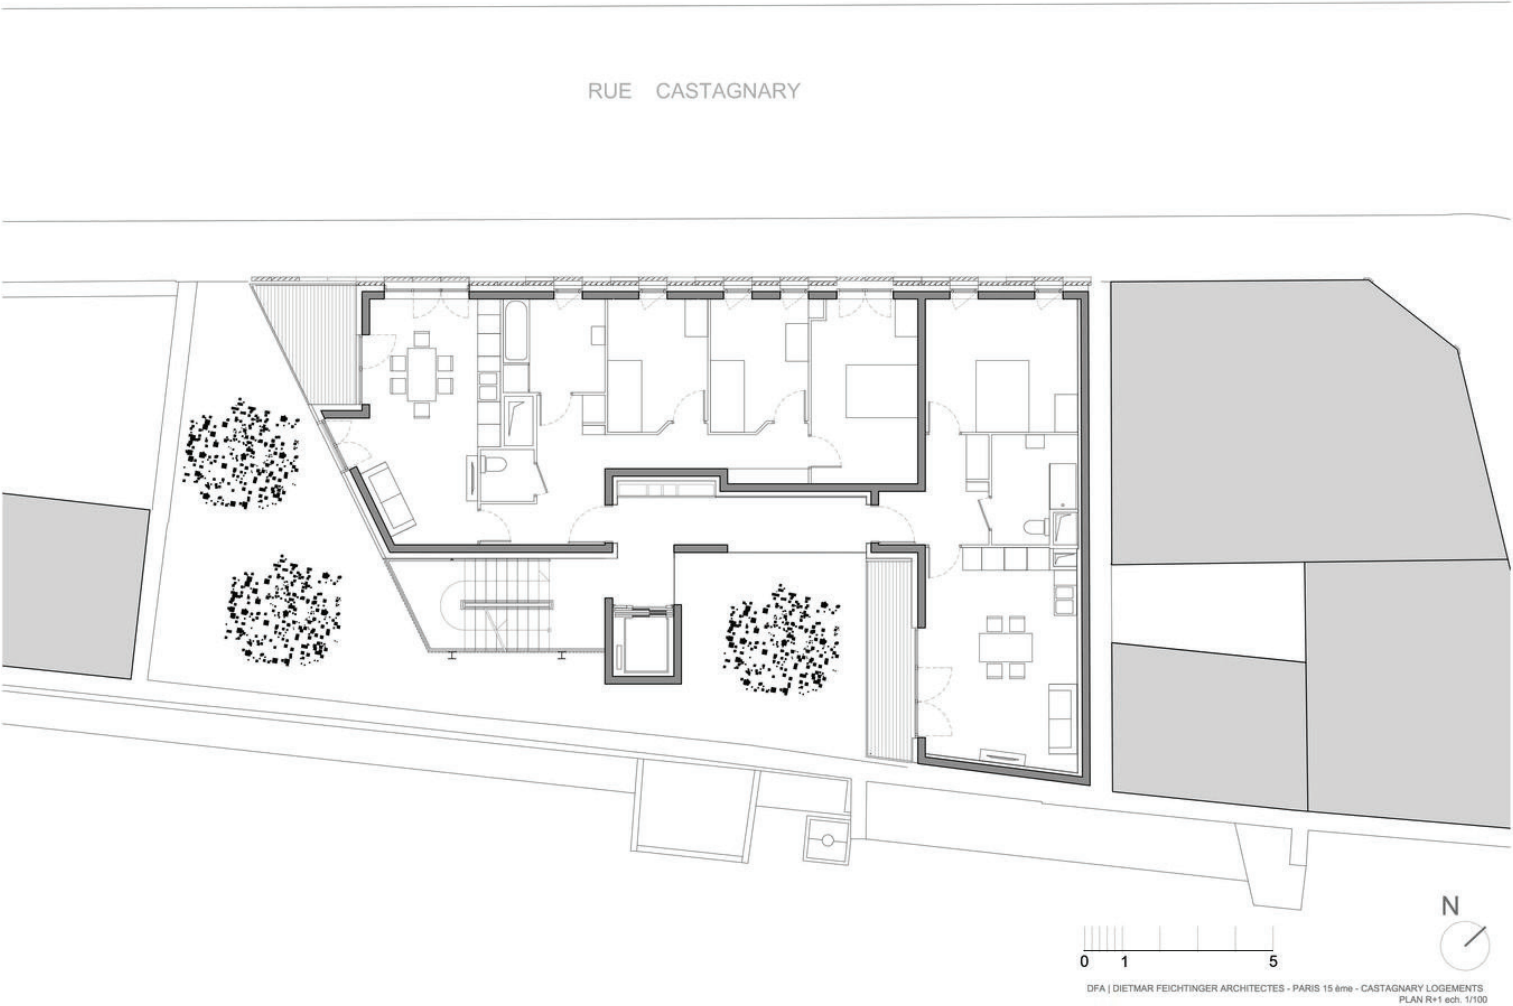 RUE CASTAGNARY
N
0 1 5
DFA | DIETMAR FEICHTINGER ARCHITECTES - PARIS 15 ème - CASTAGNARY LOGEMENTS
PLAN R+1 ech. 1/100